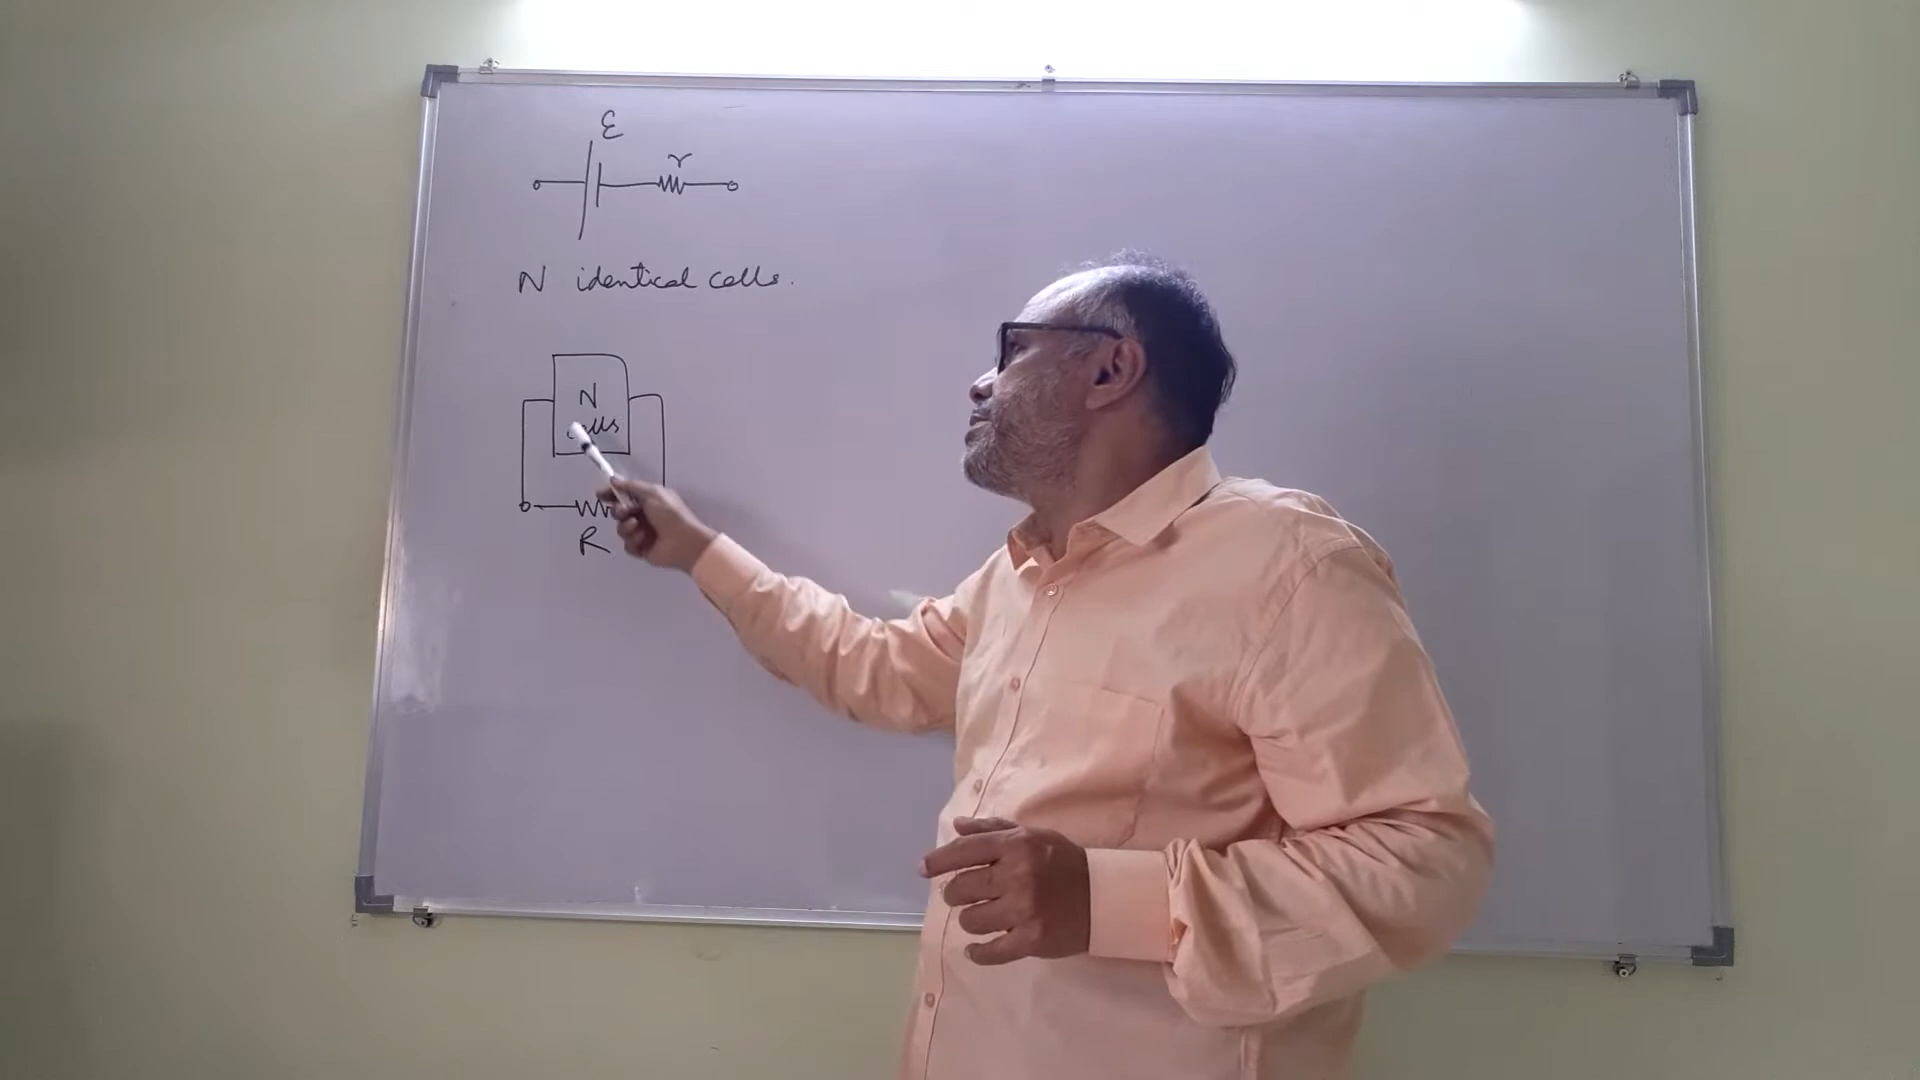 ε
r
N identical cells.
N
cells
R